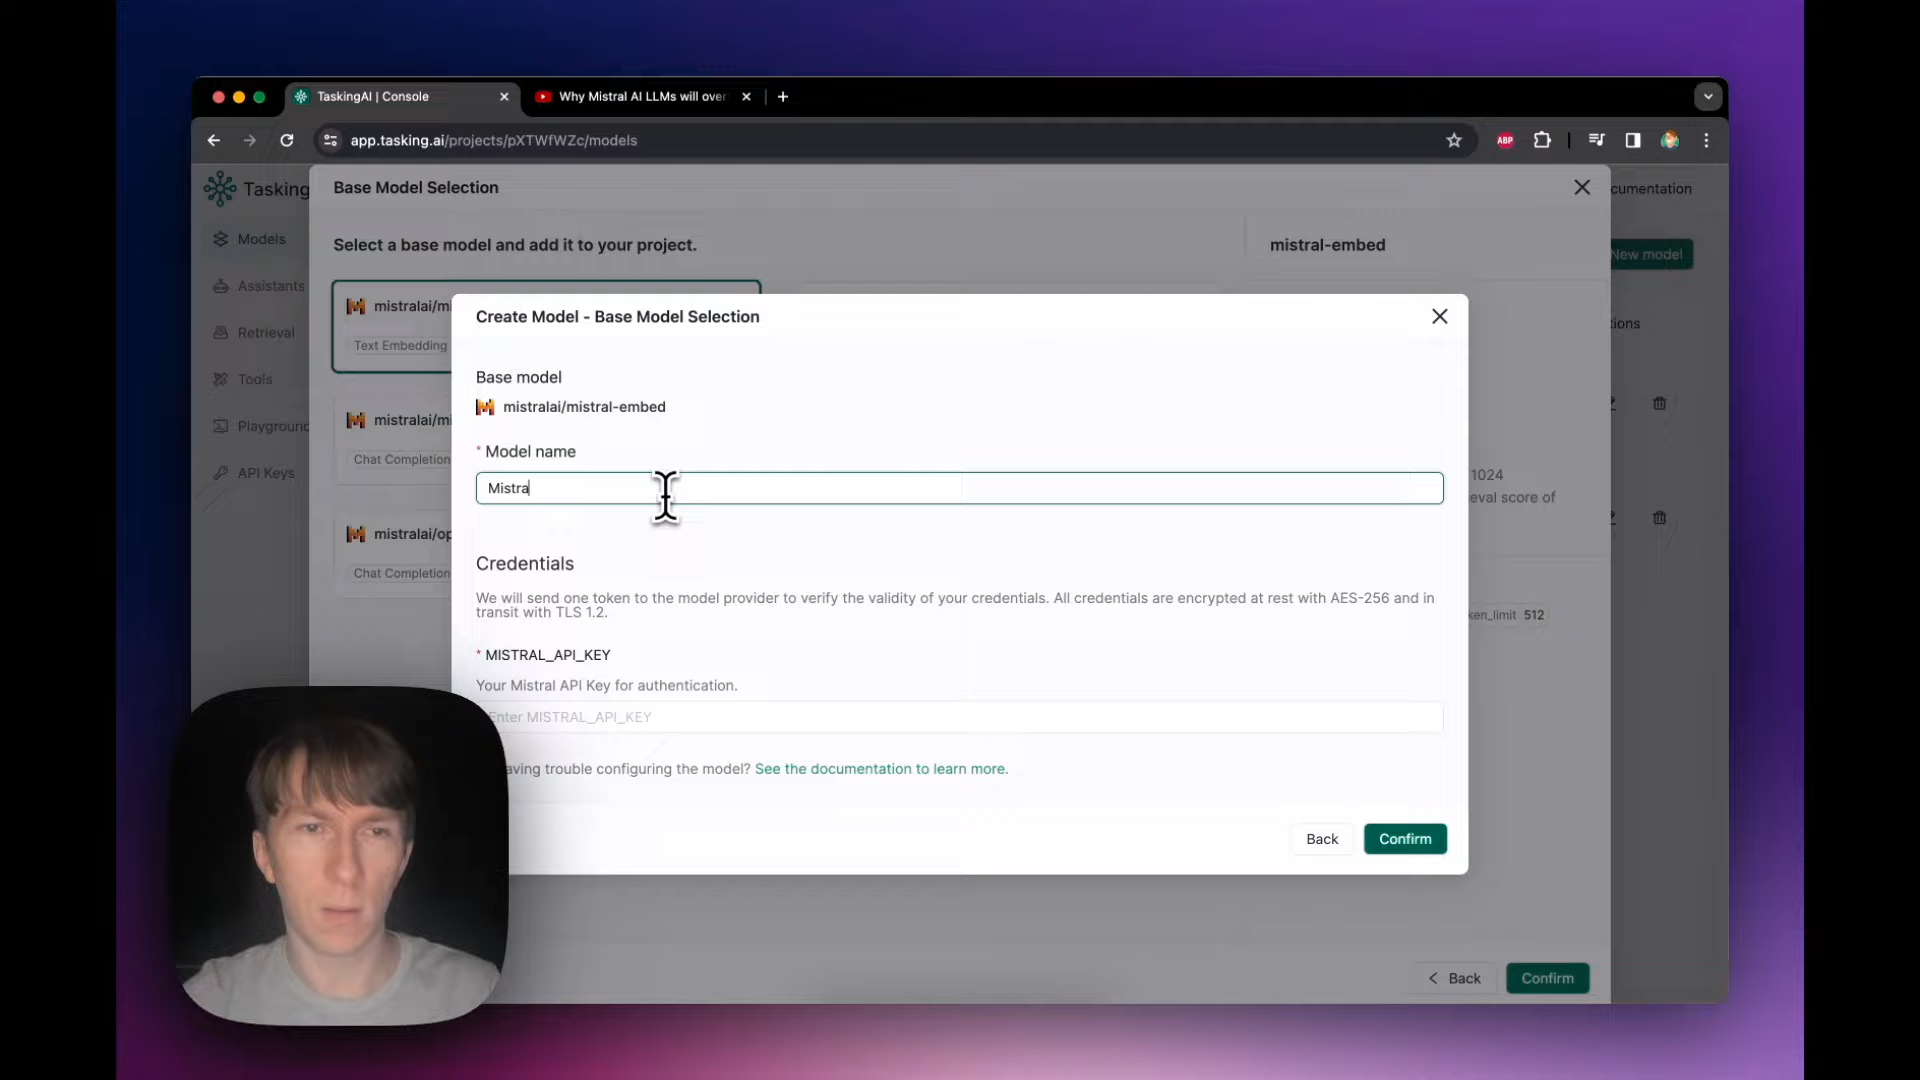 TaskingAI | Console
Why Mistral AI LLMs will over
app.tasking.ai/projects/pXTWfWZc/models
ABP
Tasking
Base Model Selection
cumentation
Models
Select a base model and add it to your project.
mistral-embed
New model
Assistants
mistralai/mi
Create Model - Base Model Selection
tions
Retrieval
Text Embedding
Tools
Base model
mistralai/mistral-embed
Playground
mistralai/mi
* Model name
Chat Completion
API Keys
1024
Mistra
eval score of
mistralai/op
Credentials
Chat Completion
We will send one token to the model provider to verify the validity of your credentials. All credentials are encrypted at rest with AES-256 and in
transit with TLS 1.2.
ken_limit 512
* MISTRAL_API_KEY
Your Mistral API Key for authentication.
Enter MISTRAL_API_KEY
aving trouble configuring the model? See the documentation to learn more.
Back
Confirm
Back
Confirm